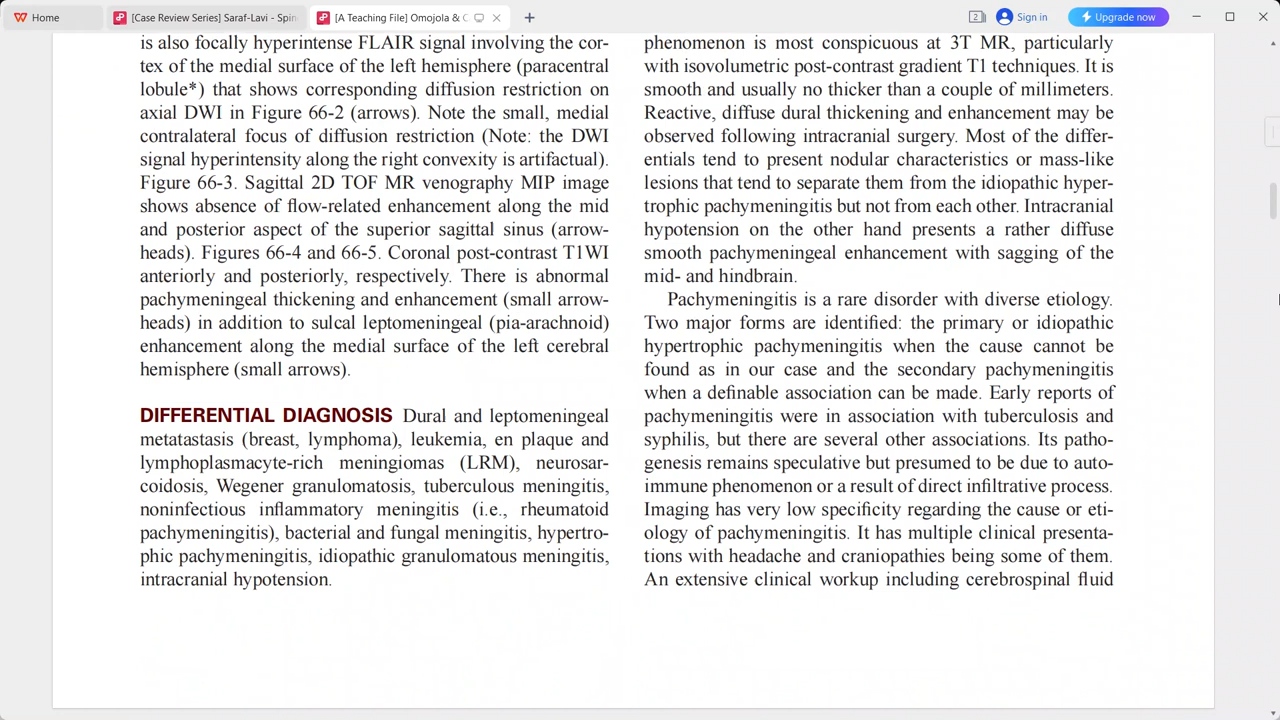 Home
[Case Review Series] Saraf-Lavi - Spin
[A Teaching File] Omojola & C
2
Sign in
Upgrade now
is also focally hyperintense FLAIR signal involving the cor-
tex of the medial surface of the left hemisphere (paracentral
lobule*) that shows corresponding diffusion restriction on
axial DWI in Figure 66-2 (arrows). Note the small, medial
contralateral focus of diffusion restriction (Note: the DWI
signal hyperintensity along the right convexity is artifactual).
Figure 66-3. Sagittal 2D TOF MR venography MIP image
shows absence of flow-related enhancement along the mid
and posterior aspect of the superior sagittal sinus (arrow-
heads). Figures 66-4 and 66-5. Coronal post-contrast T1WI
anteriorly and posteriorly, respectively. There is abnormal
pachymeningeal thickening and enhancement (small arrow-
heads) in addition to sulcal leptomeningeal (pia-arachnoid)
enhancement along the medial surface of the left cerebral
hemisphere (small arrows).
DIFFERENTIAL DIAGNOSIS Dural and leptomeningeal
metatastasis (breast, lymphoma), leukemia, en plaque and
lymphoplasmacyte-rich meningiomas (LRM), neurosar-
coidosis, Wegener granulomatosis, tuberculous meningitis,
noninfectious inflammatory meningitis (i.e., rheumatoid
pachymeningitis), bacterial and fungal meningitis, hypertro-
phic pachymeningitis, idiopathic granulomatous meningitis,
intracranial hypotension.
phenomenon is most conspicuous at 3T MR, particularly
with isovolumetric post-contrast gradient T1 techniques. It is
smooth and usually no thicker than a couple of millimeters.
Reactive, diffuse dural thickening and enhancement may be
observed following intracranial surgery. Most of the differ-
entials tend to present nodular characteristics or mass-like
lesions that tend to separate them from the idiopathic hyper-
trophic pachymeningitis but not from each other. Intracranial
hypotension on the other hand presents a rather diffuse
smooth pachymeningeal enhancement with sagging of the
mid- and hindbrain.
Pachymeningitis is a rare disorder with diverse etiology.
Two major forms are identified: the primary or idiopathic
hypertrophic pachymeningitis when the cause cannot be
found as in our case and the secondary pachymeningitis
when a definable association can be made. Early reports of
pachymeningitis were in association with tuberculosis and
syphilis, but there are several other associations. Its patho-
genesis remains speculative but presumed to be due to auto-
immune phenomenon or a result of direct infiltrative process.
Imaging has very low specificity regarding the cause or eti-
ology of pachymeningitis. It has multiple clinical presenta-
tions with headache and craniopathies being some of them.
An extensive clinical workup including cerebrospinal fluid